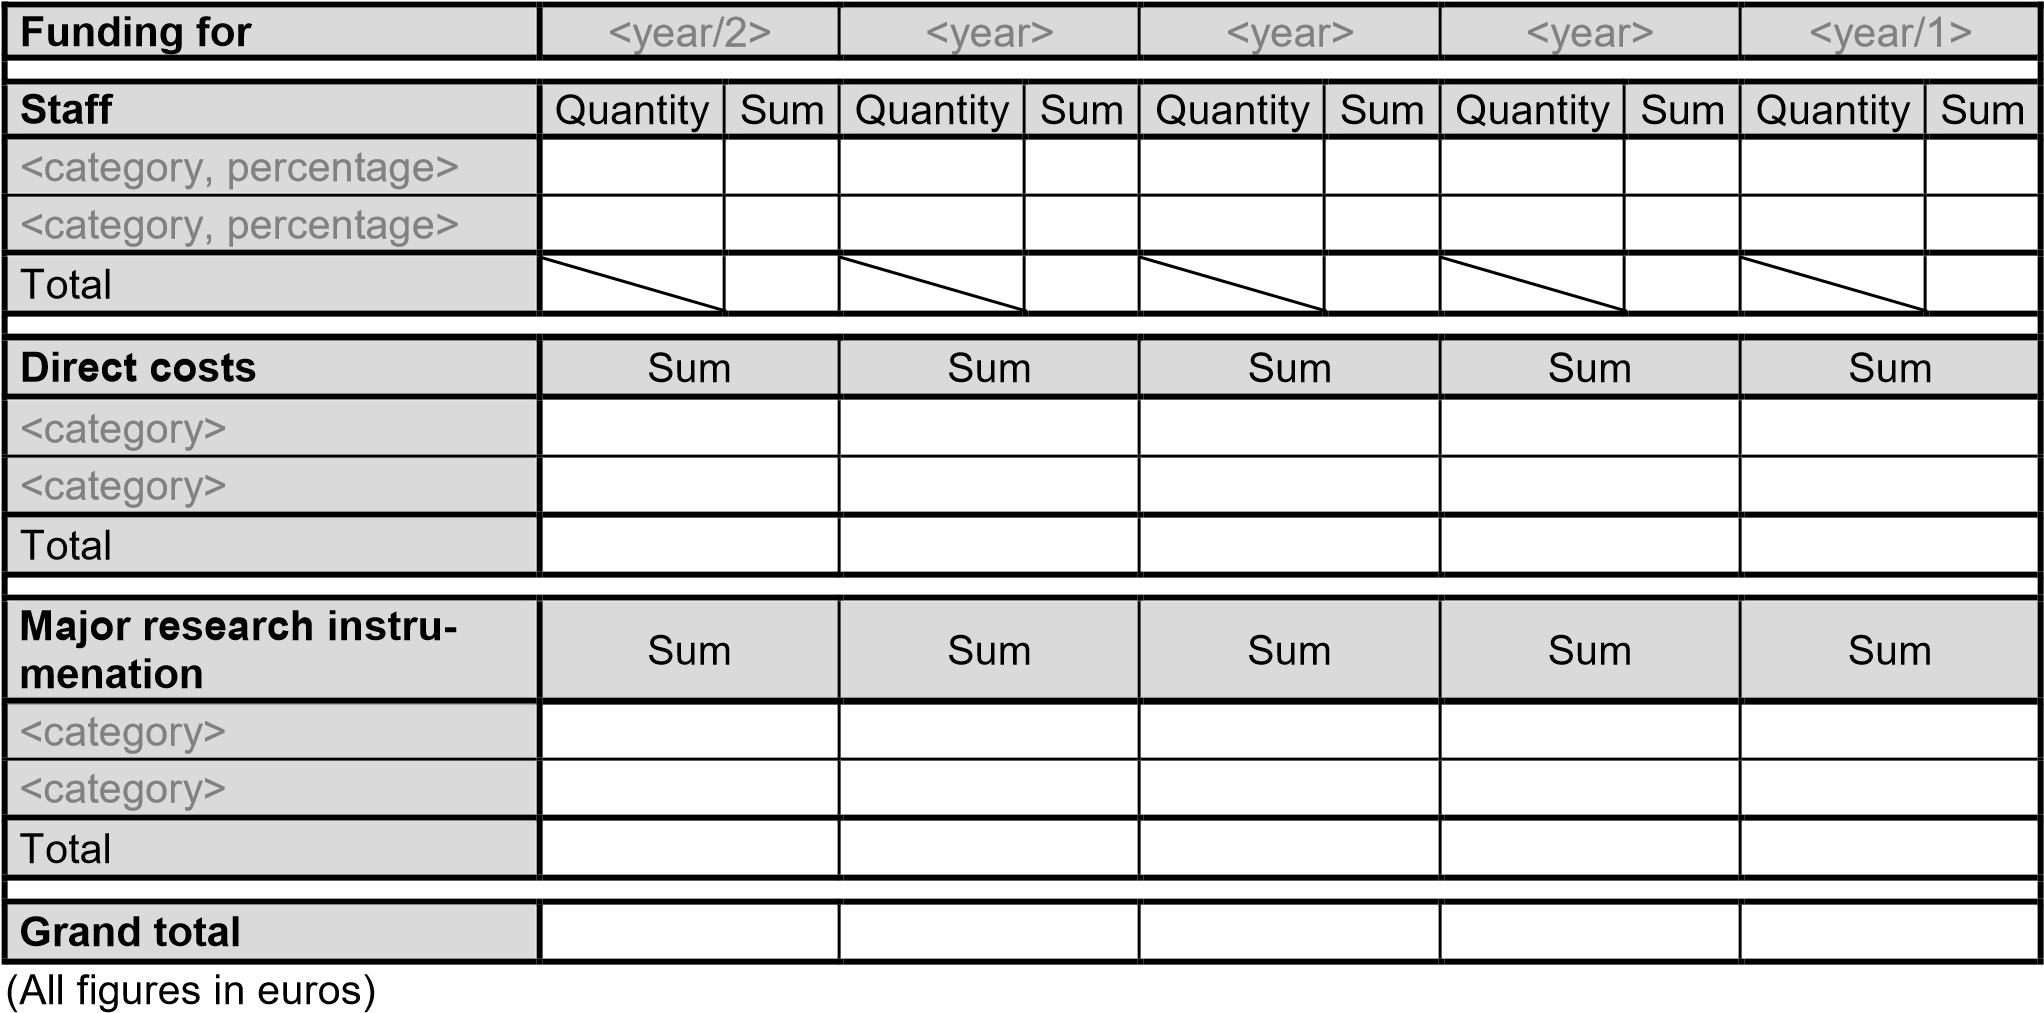 Funding for <year/2> <year> <year> <year> <year/1>
Staff Quantity Sum Quantity Sum Quantity Sum Quantity Sum Quantity Sum
<category, percentage>
<category, percentage>
Total
Direct costs Sum Sum Sum Sum Sum
<category>
<category>
Total
Major research instru-
menation Sum Sum Sum Sum Sum
<category>
<category>
Total
Grand total
(All figures in euros)